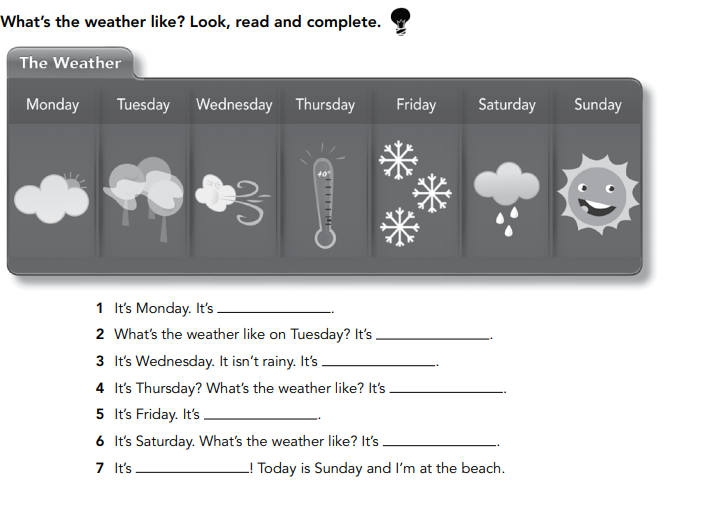 What's the weather like? Look, read and complete.
The Weather
Monday Tuesday Wednesday Thursday Friday Saturday Sunday
40°
1 It's Monday. It's ______________.
2 What's the weather like on Tuesday? It's ______________.
3 It's Wednesday. It isn't rainy. It's ______________.
4 It's Thursday? What's the weather like? It's ______________.
5 It's Friday. It's ______________.
6 It's Saturday. What's the weather like? It's ______________.
7 It's ______________! Today is Sunday and I'm at the beach.